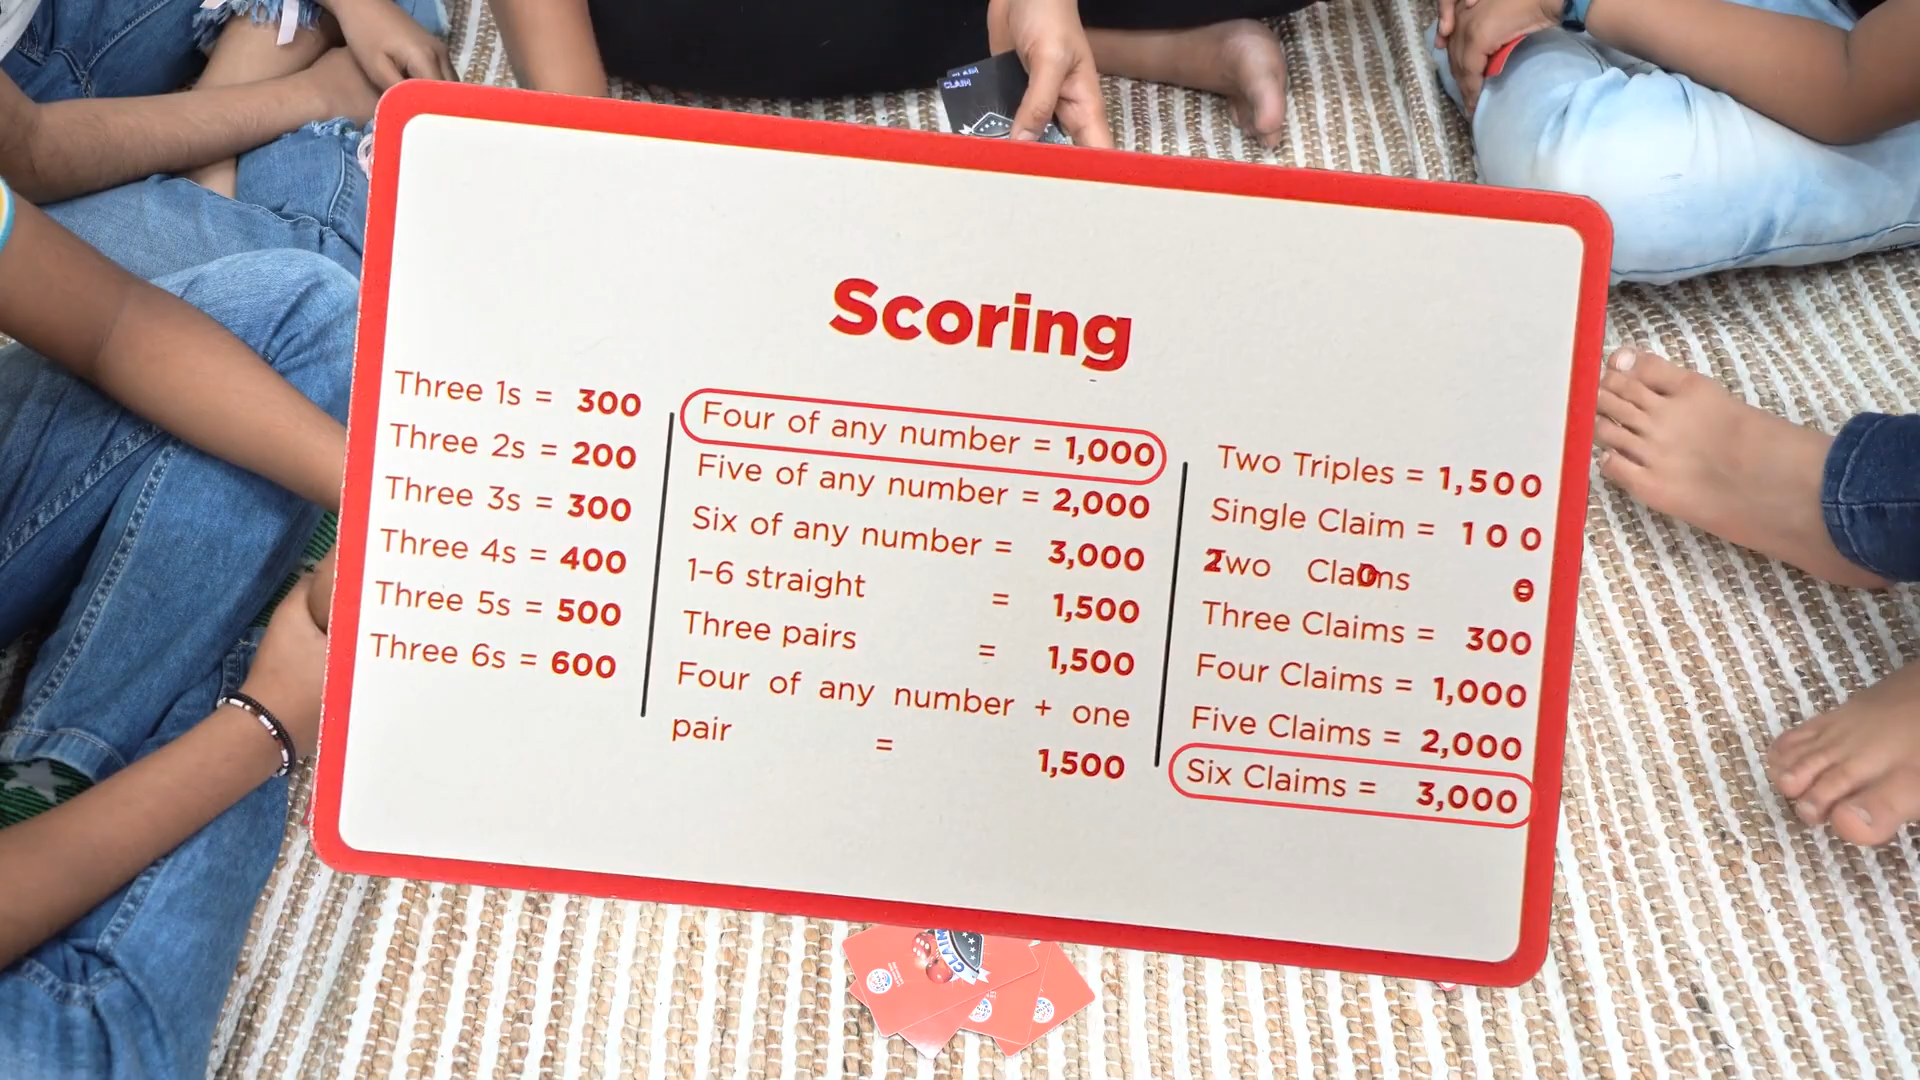 CLAIM
CLAIM
Scoring
Three 1s = 300
Three 2s = 200
Three 3s = 300
Three 4s = 400
Three 5s = 500
Three 6s = 600
Four of any number = 1,000
Five of any number = 2,000
Six of any number = 3,000
1-6 straight = 1,500
Three pairs = 1,500
Four of any number + one
pair = 1,500
Two Triples = 1,500
Single Claim = 100
Three Claims = 300
Four Claims = 1,000
Five Claims = 2,000
Six Claims = 3,000
CLAIM